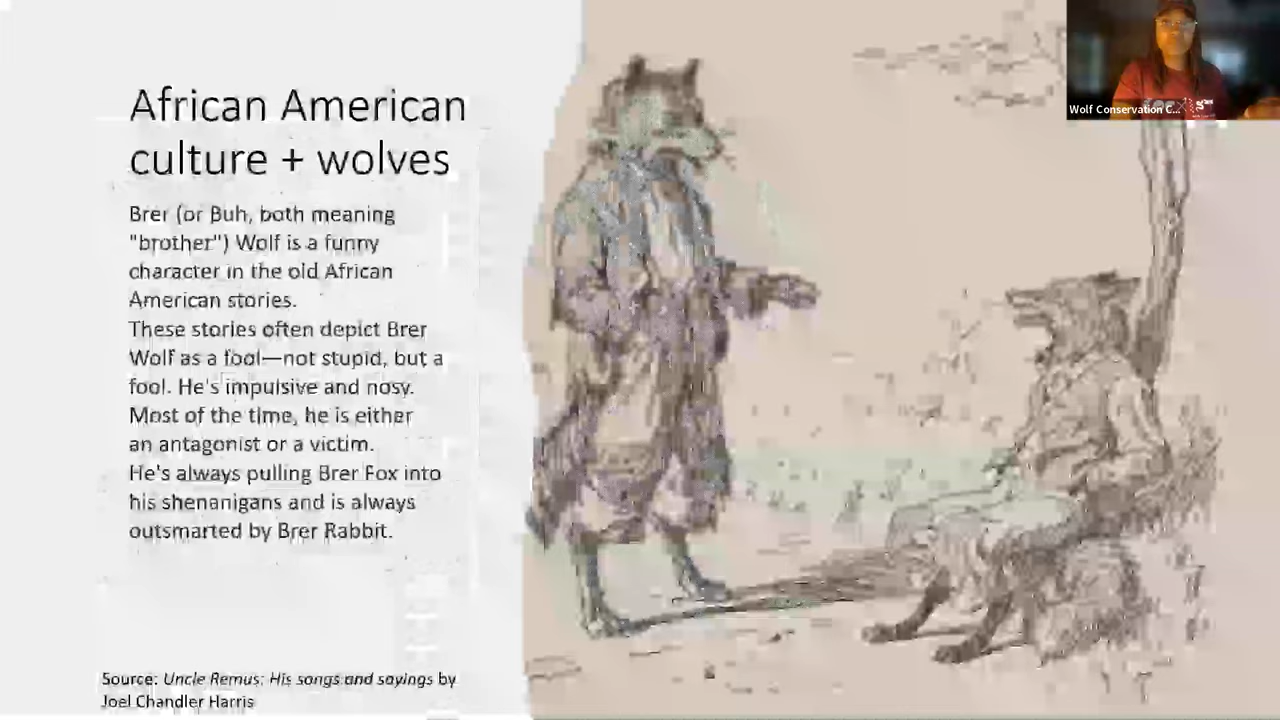 African American
culture + wolves
Brer (or Buh, both meaning
"brother") Wolf is a funny
character in the old African
American stories.
These stories often depict Brer
Wolf as a fool—not stupid, but a
fool. He's impulsive and nosy.
Most of the time, he is either
an antagonist or a victim.
He's always pulling Brer Fox into
his shenanigans and is always
outsmarted by Brer Rabbit.
Source: Uncle Remus: His songs and sayings by
Joel Chandler Harris
Wolf Conservation C...